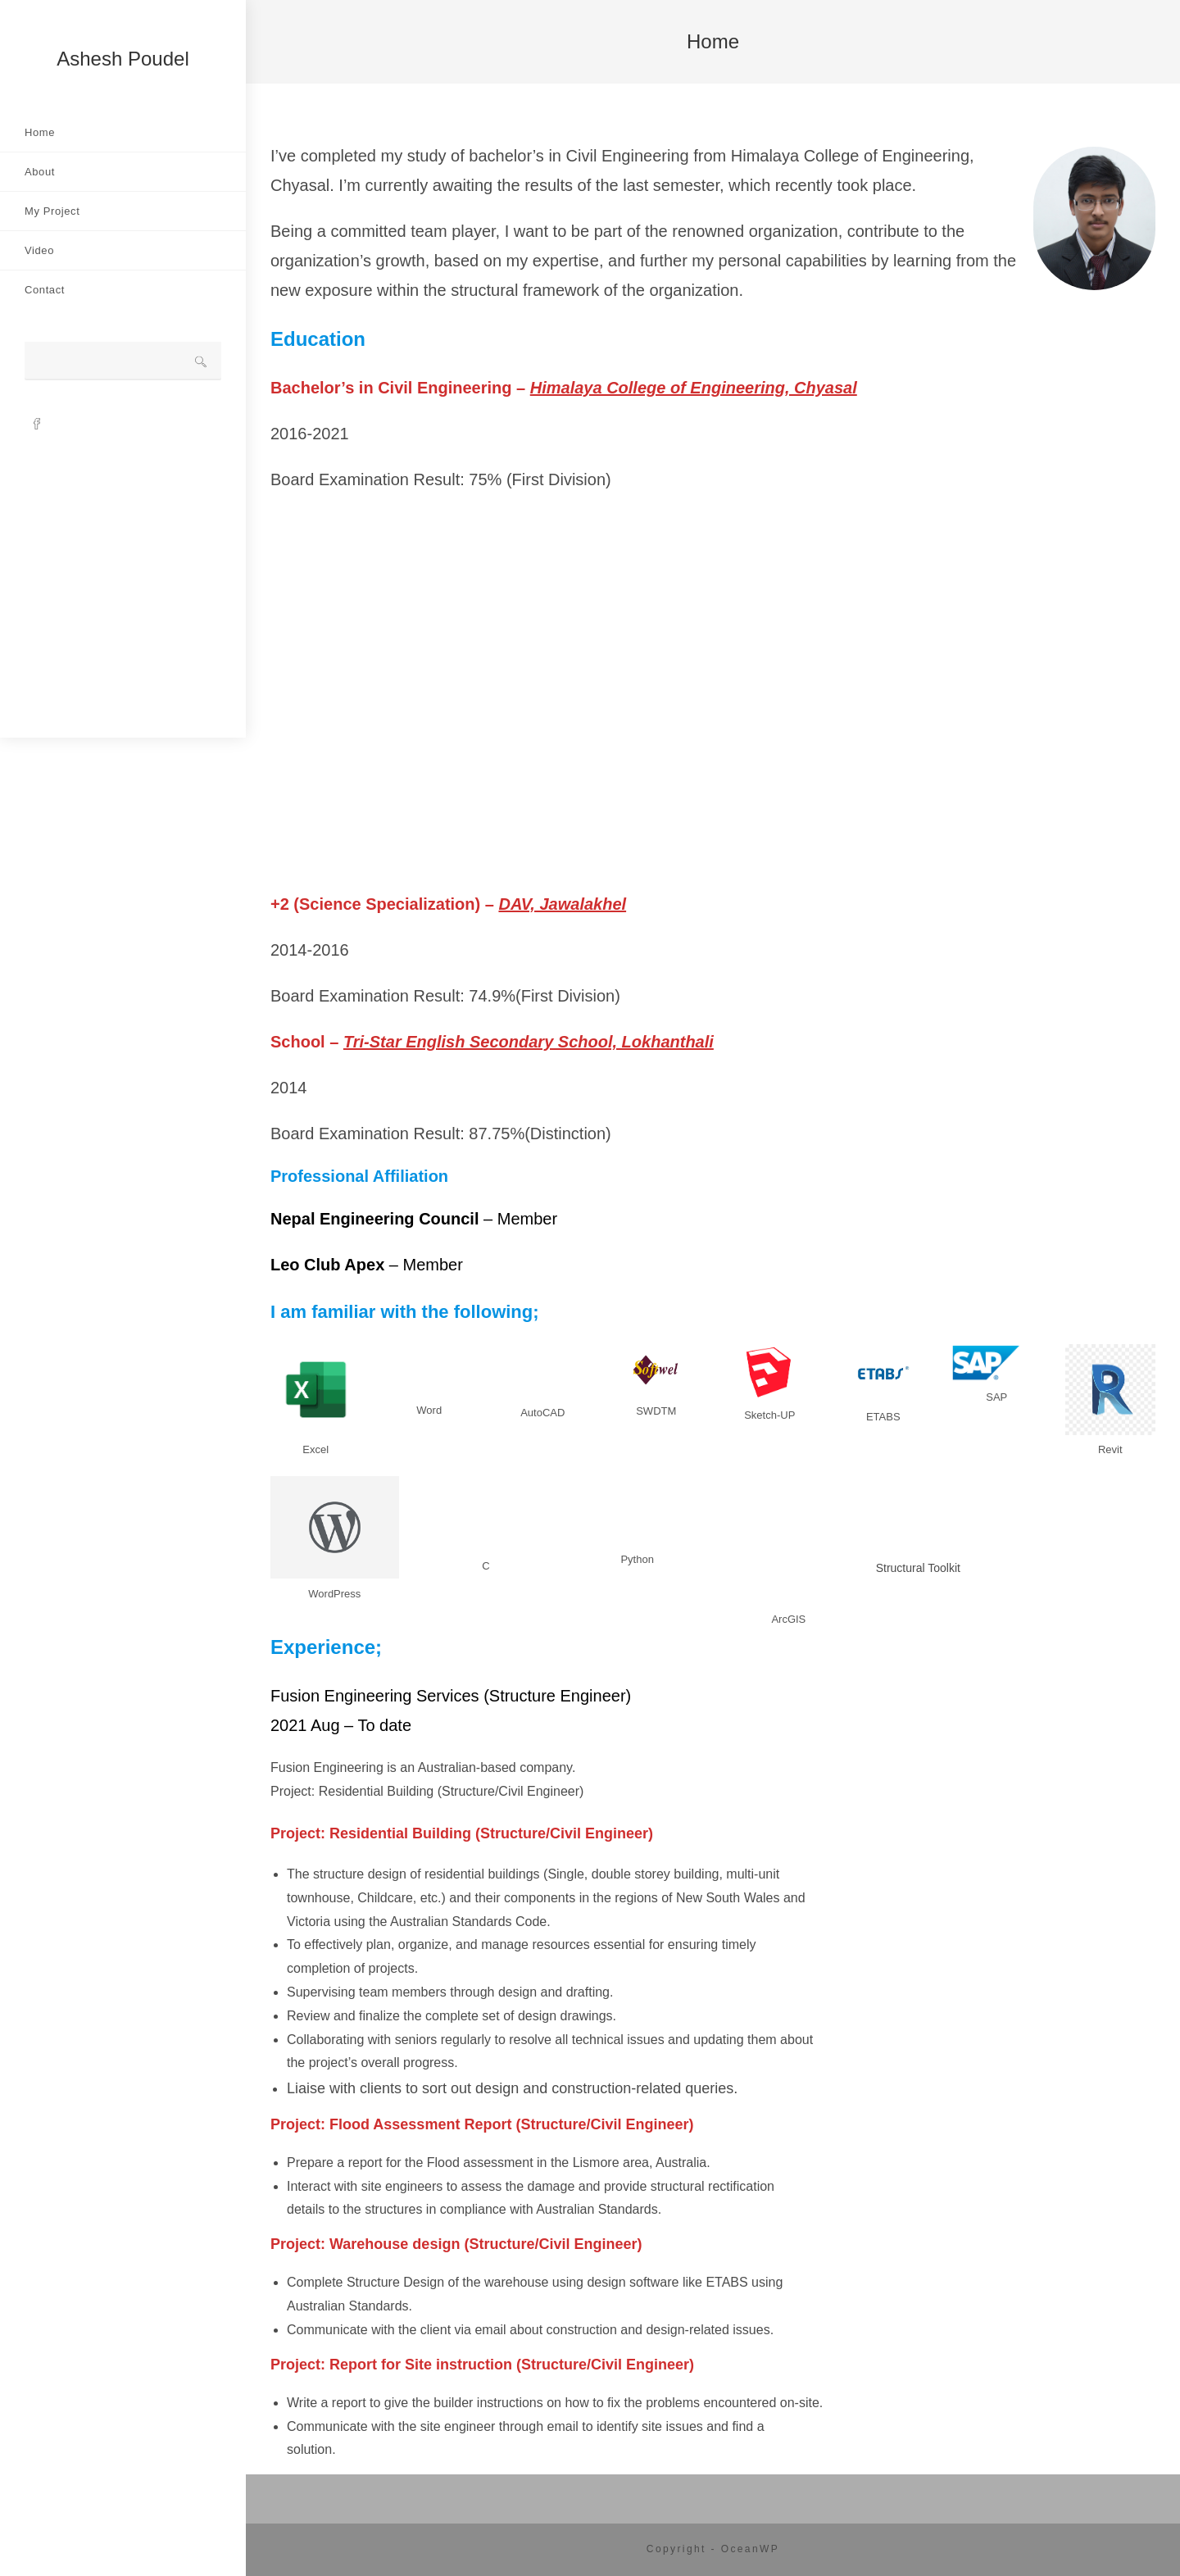 Ashesh Poudel
Home
About
My Project
Video
Contact
Home
I’ve completed my study of bachelor’s in Civil Engineering from Himalaya College of Engineering,
Chyasal. I’m currently awaiting the results of the last semester, which recently took place.
Being a committed team player, I want to be part of the renowned organization, contribute to the
organization’s growth, based on my expertise, and further my personal capabilities by learning from the
new exposure within the structural framework of the organization.
Education
Bachelor’s in Civil Engineering – Himalaya College of Engineering, Chyasal
2016-2021
Board Examination Result: 75% (First Division)
+2 (Science Specialization) – DAV, Jawalakhel
2014-2016
Board Examination Result: 74.9%(First Division)
School – Tri-Star English Secondary School, Lokhanthali
2014
Board Examination Result: 87.75%(Distinction)
Professional Affiliation
Nepal Engineering Council – Member
Leo Club Apex – Member
I am familiar with the following;
X
Excel
Word
AutoCAD
Softwel
SWDTM
Sketch-UP
ETABS
ETABS
SAP
SAP
R
Revit
W
WordPress
C
Python
ArcGIS
Structural Toolkit
Experience;
Fusion Engineering Services (Structure Engineer)
2021 Aug – To date
Fusion Engineering is an Australian-based company.
Project: Residential Building (Structure/Civil Engineer)
Project: Residential Building (Structure/Civil Engineer)
• The structure design of residential buildings (Single, double storey building, multi-unit
townhouse, Childcare, etc.) and their components in the regions of New South Wales and
Victoria using the Australian Standards Code.
• To effectively plan, organize, and manage resources essential for ensuring timely
completion of projects.
• Supervising team members through design and drafting.
• Review and finalize the complete set of design drawings.
• Collaborating with seniors regularly to resolve all technical issues and updating them about
the project’s overall progress.
• Liaise with clients to sort out design and construction-related queries.
Project: Flood Assessment Report (Structure/Civil Engineer)
• Prepare a report for the Flood assessment in the Lismore area, Australia.
• Interact with site engineers to assess the damage and provide structural rectification
details to the structures in compliance with Australian Standards.
Project: Warehouse design (Structure/Civil Engineer)
• Complete Structure Design of the warehouse using design software like ETABS using
Australian Standards.
• Communicate with the client via email about construction and design-related issues.
Project: Report for Site instruction (Structure/Civil Engineer)
• Write a report to give the builder instructions on how to fix the problems encountered on-site.
• Communicate with the site engineer through email to identify site issues and find a
solution.
Copyright - OceanWP